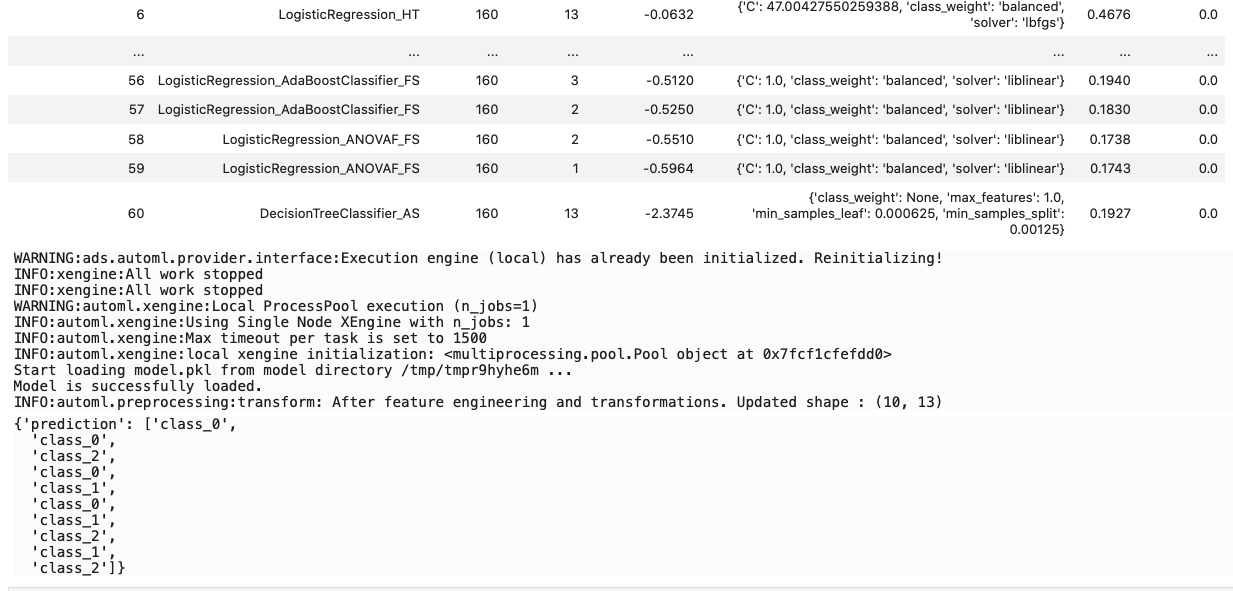 6 LogisticRegression_HT 160 13 -0.0632 {'C': 47.00427550259388, 'class_weight': 'balanced', 'solver': 'lbfgs'} 0.4676 0.0
... ... ... ... ... ... ... ...
56 LogisticRegression_AdaBoostClassifier_FS 160 3 -0.5120 {'C': 1.0, 'class_weight': 'balanced', 'solver': 'liblinear'} 0.1940 0.0
57 LogisticRegression_AdaBoostClassifier_FS 160 2 -0.5250 {'C': 1.0, 'class_weight': 'balanced', 'solver': 'liblinear'} 0.1830 0.0
58 LogisticRegression_ANOVAF_FS 160 2 -0.5510 {'C': 1.0, 'class_weight': 'balanced', 'solver': 'liblinear'} 0.1738 0.0
59 LogisticRegression_ANOVAF_FS 160 1 -0.5964 {'C': 1.0, 'class_weight': 'balanced', 'solver': 'liblinear'} 0.1743 0.0
60 DecisionTreeClassifier_AS 160 13 -2.3745 {'class_weight': None, 'max_features': 1.0, 'min_samples_leaf': 0.000625, 'min_samples_split': 0.00125} 0.1927 0.0
WARNING:ads.automl.provider.interface:Execution engine (local) has already been initialized. Reinitializing!
INFO:xengine:All work stopped
INFO:xengine:All work stopped
WARNING:automl.xengine:Local ProcessPool execution (n_jobs=1)
INFO:automl.xengine:Using Single Node XEngine with n_jobs: 1
INFO:automl.xengine:Max timeout per task is set to 1500
INFO:automl.xengine:local xengine initialization: <multiprocessing.pool.Pool object at 0x7fcf1cfefdd0>
Start loading model.pkl from model directory /tmp/tmpr9hyhe6m ...
Model is successfully loaded.
INFO:automl.preprocessing:transform: After feature engineering and transformations. Updated shape : (10, 13)
{'prediction': ['class_0',
'class_0',
'class_2',
'class_0',
'class_1',
'class_0',
'class_1',
'class_2',
'class_1',
'class_2']}